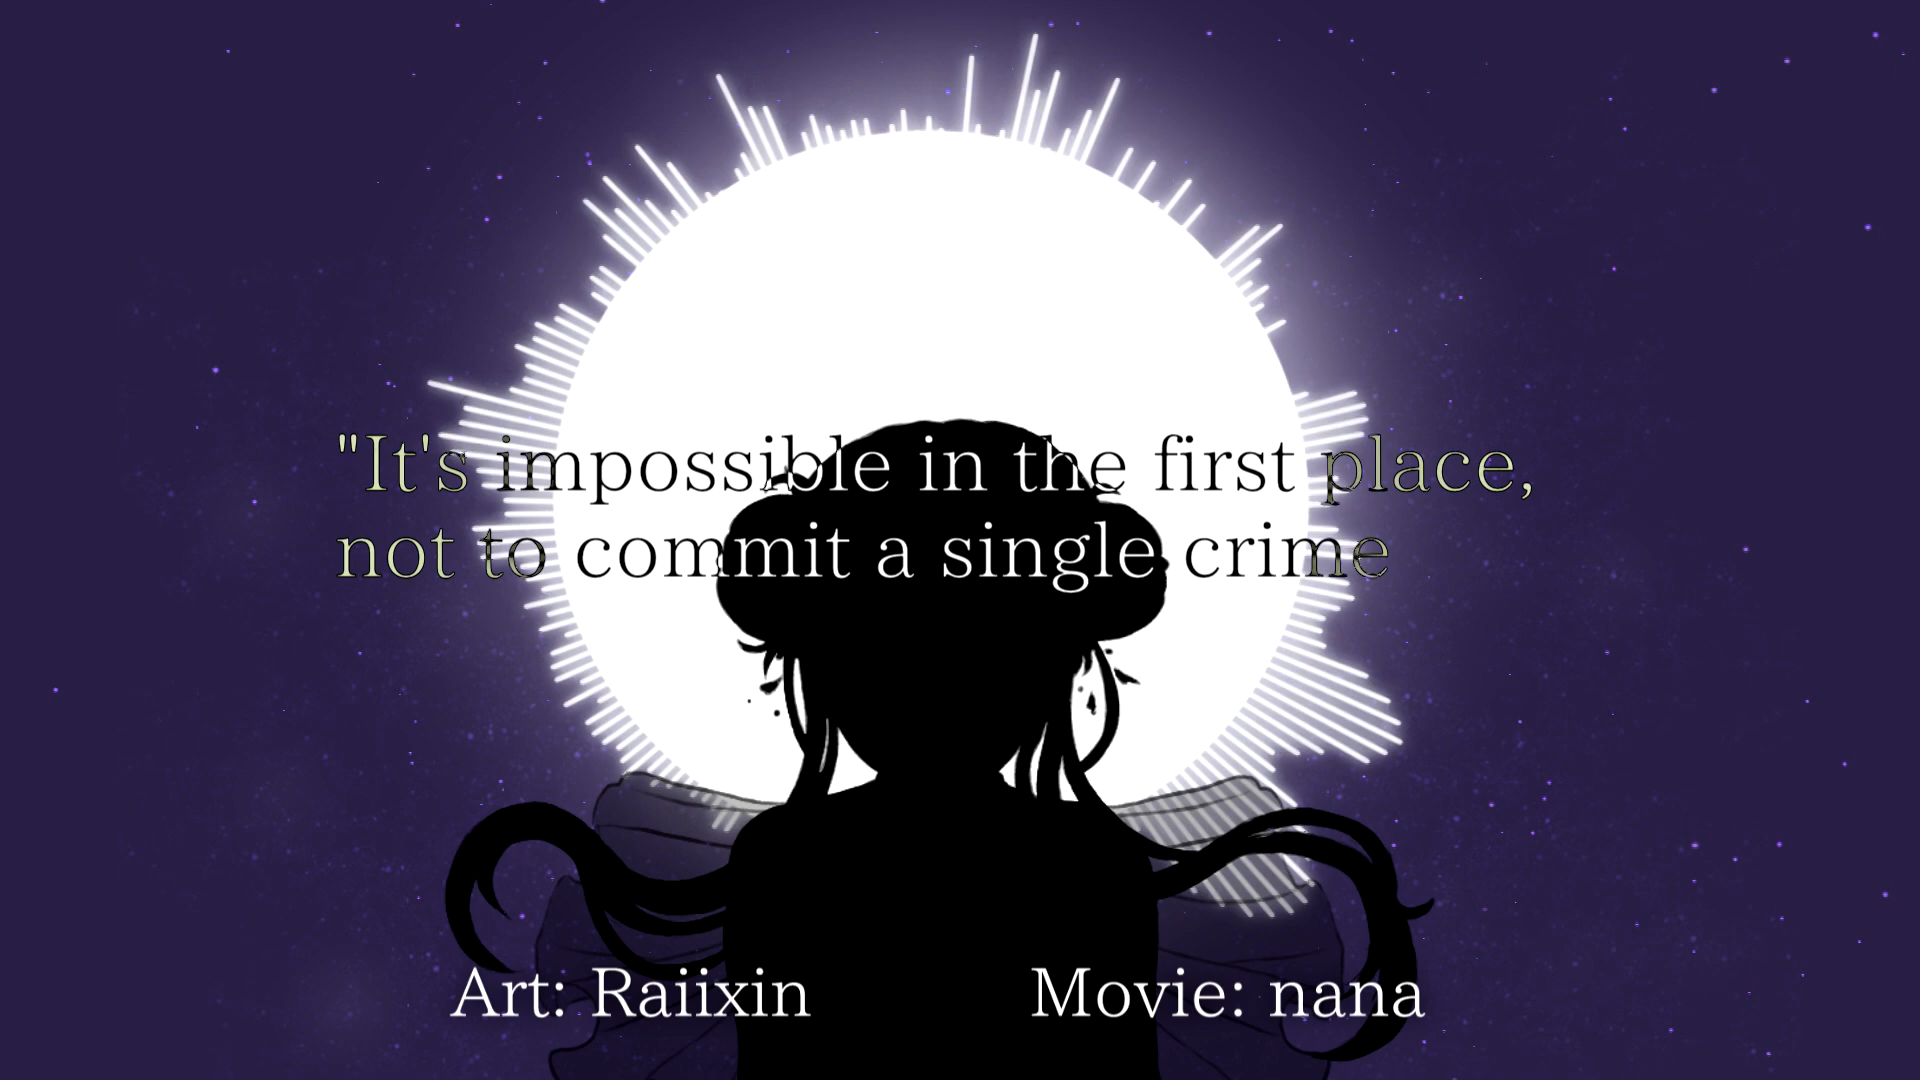 "It's impossible in the first place,
not to commit a single crime
Art: Raiixin
Movie: nana